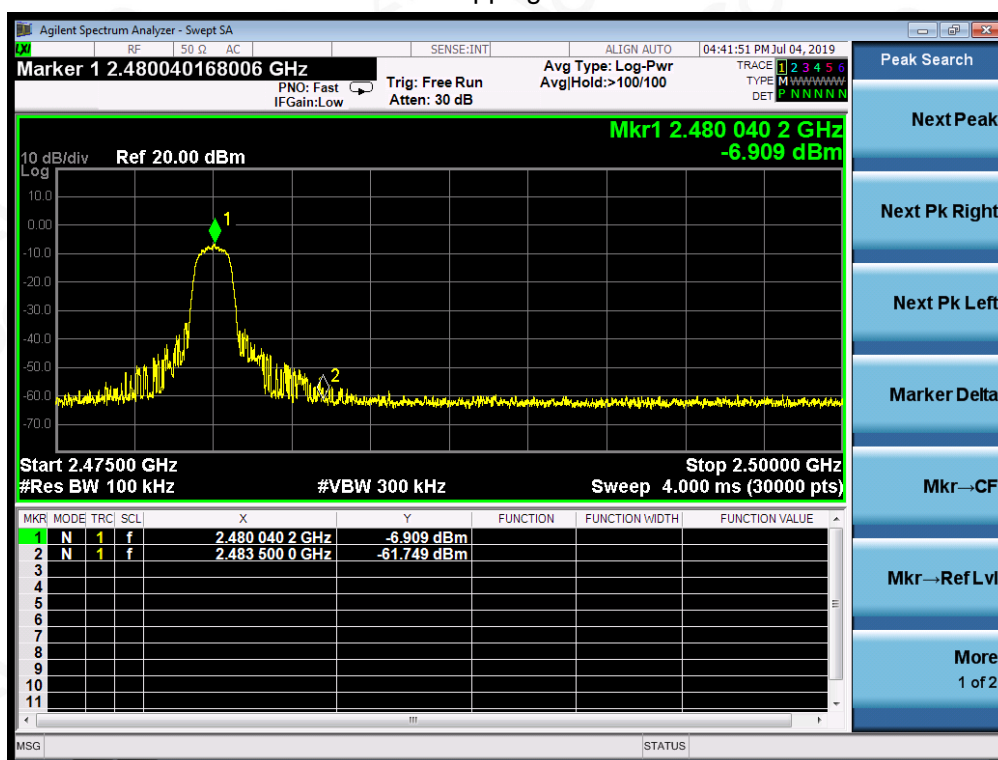 Agilent Spectrum Analyzer - Swept SA
LXI RF 50 Ω AC SENSE:INT ALIGN AUTO 04:41:51 PM Jul 04, 2019
Marker 1 2.480040168006 GHz
PNO: Fast
IFGain:Low
Trig: Free Run
Atten: 30 dB
Avg Type: Log-Pwr
Avg|Hold:>100/100
TRACE 1 2 3 4 5 6
TYPE M WWWWW
DET P N N N N N
Mkr1 2.480 040 2 GHz
-6.909 dBm
10 dB/div Ref 20.00 dBm
Log
10.0
0.00
-10.0
-20.0
-30.0
-40.0
-50.0
-60.0
-70.0
1
2
Start 2.47500 GHz Stop 2.50000 GHz
#Res BW 100 kHz #VBW 300 kHz Sweep 4.000 ms (30000 pts)
MKR MODE TRC SCL X Y FUNCTION FUNCTION WIDTH FUNCTION VALUE
1 N 1 f 2.480 040 2 GHz -6.909 dBm
2 N 1 f 2.483 500 0 GHz -61.749 dBm
3
4
5
6
7
8
9
10
11
MSG STATUS
Peak Search
Next Peak
Next Pk Right
Next Pk Left
Marker Delta
Mkr→CF
Mkr→Ref Lvl
More
1 of 2